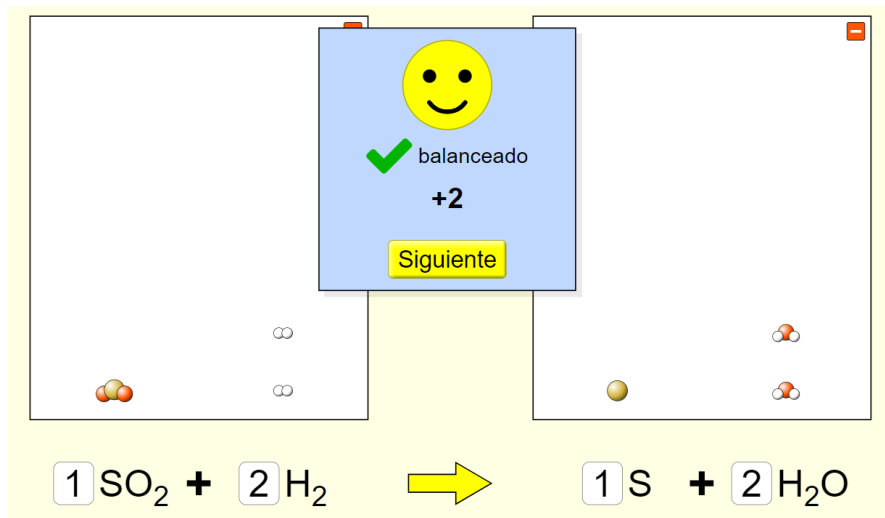 balanceado
+2
Siguiente
1 SO₂ + 2 H₂ 1 S + 2 H₂O